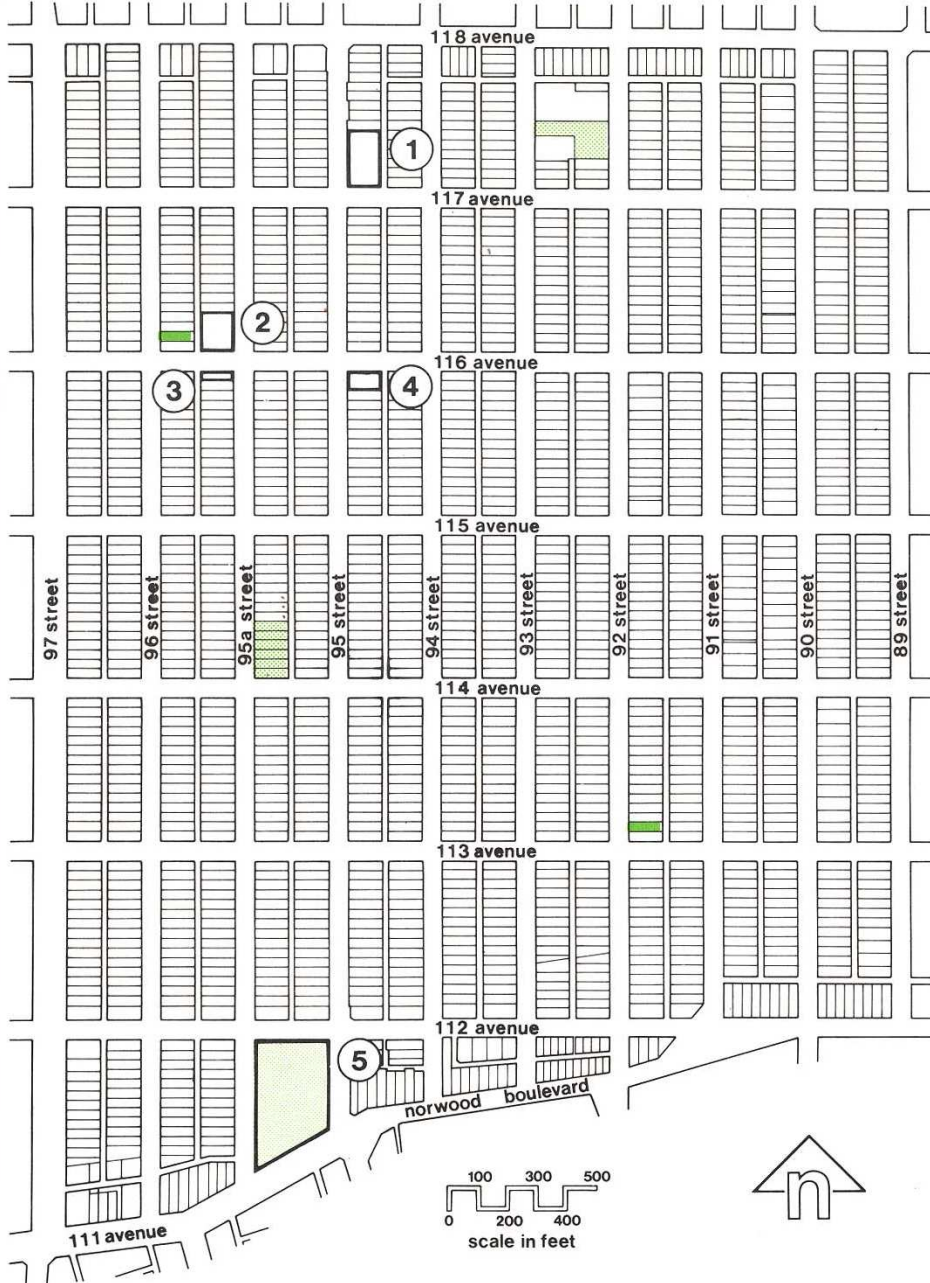 118 avenue
1
117 avenue
2
116 avenue
3
4
115 avenue
97 street
96 street
95a street
95 street
94 street
93 street
92 street
91 street
90 street
89 street
114 avenue
113 avenue
112 avenue
5
norwood boulevard
111 avenue
100 300 500
0 200 400
scale in feet
n